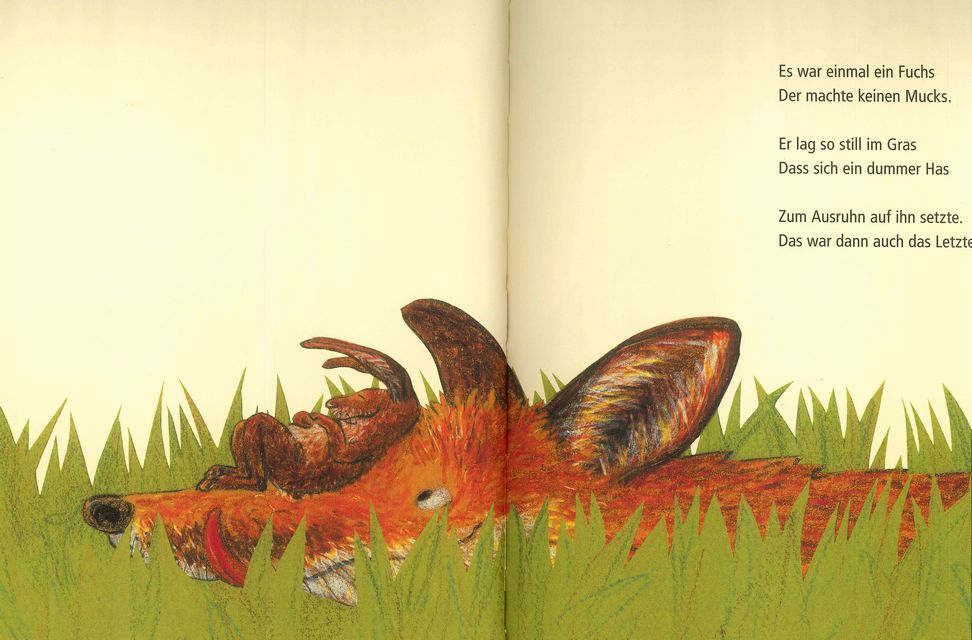 Es war einmal ein Fuchs
Der machte keinen Mucks.
Er lag so still im Gras
Dass sich ein dummer Has
Zum Ausruhn auf ihn setzte.
Das war dann auch das Letzte